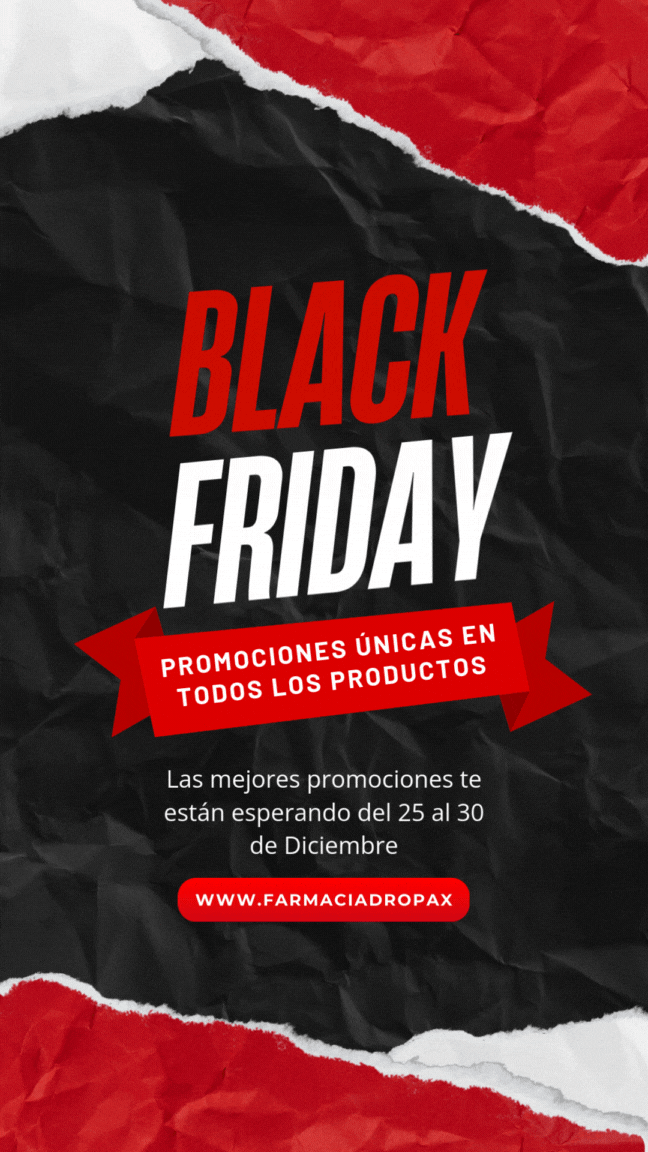 BLACK
FRIDAY
PROMOCIONES ÚNICAS EN
TODOS LOS PRODUCTOS
Las mejores promociones te
están esperando del 25 al 30
de Diciembre
WWW.FARMACIADROPAX